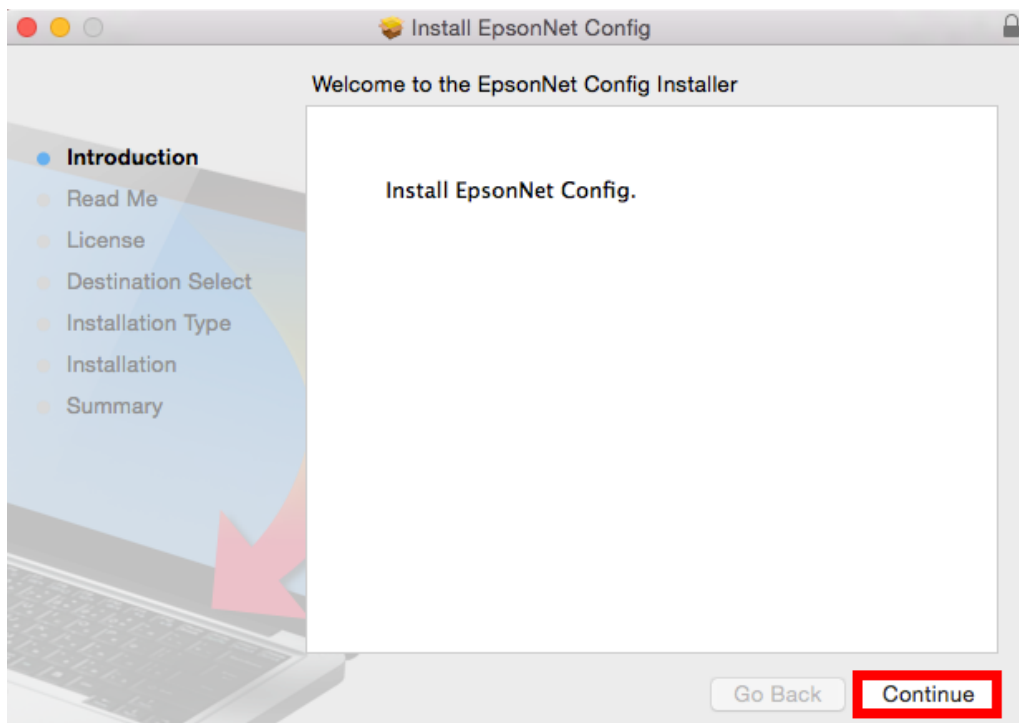 Install EpsonNet Config
Welcome to the EpsonNet Config Installer
Introduction
Read Me
License
Destination Select
Installation Type
Installation
Summary
Install EpsonNet Config.
Go Back
Continue